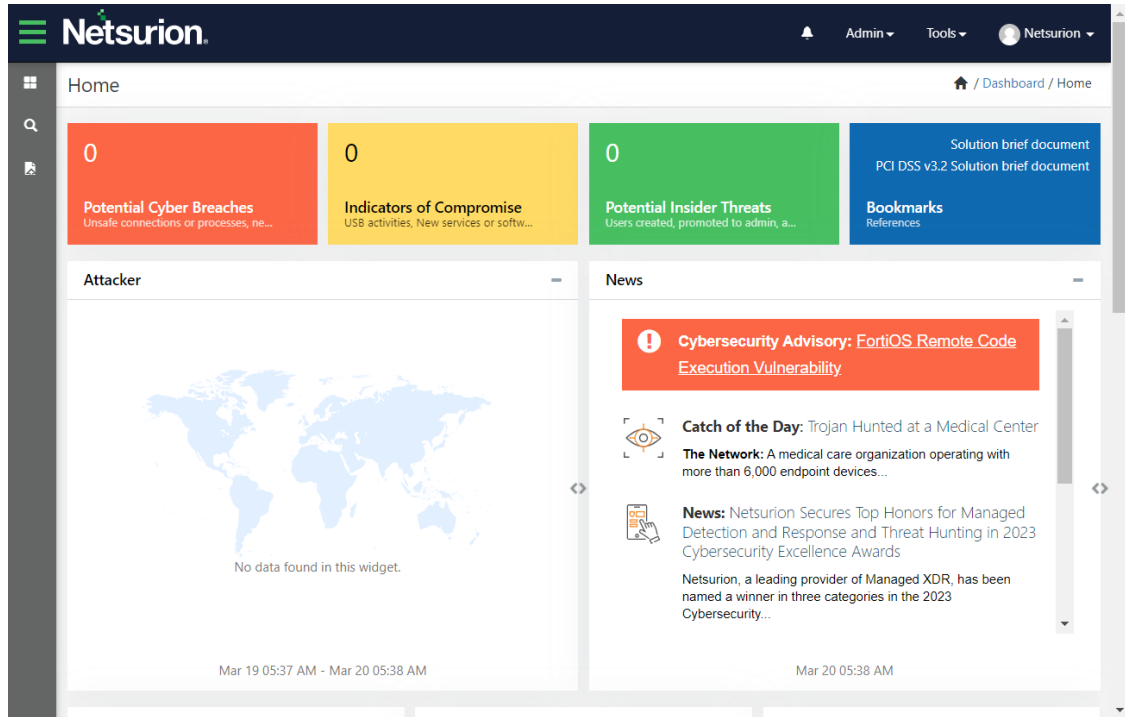 Netsurion.
Admin
Tools
Netsurion
Home
/ Dashboard / Home
0
Potential Cyber Breaches
Unsafe connections or processes, ne...
0
Indicators of Compromise
USB activities, New services or softw...
0
Potential Insider Threats
Users created, promoted to admin, a...
Solution brief document
PCI DSS v3.2 Solution brief document
Bookmarks
References
Attacker
No data found in this widget.
Mar 19 05:37 AM - Mar 20 05:38 AM
News
Cybersecurity Advisory: FortiOS Remote Code
Execution Vulnerability
Catch of the Day: Trojan Hunted at a Medical Center
The Network: A medical care organization operating with
more than 6,000 endpoint devices...
News: Netsurion Secures Top Honors for Managed
Detection and Response and Threat Hunting in 2023
Cybersecurity Excellence Awards
Netsurion, a leading provider of Managed XDR, has been
named a winner in three categories in the 2023
Cybersecurity...
Mar 20 05:38 AM